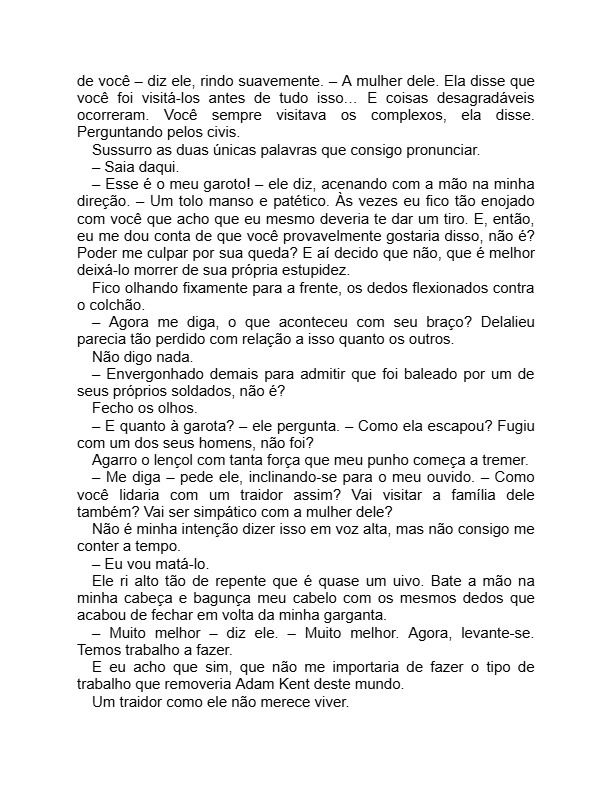 de você – diz ele, rindo suavemente. – A mulher dele. Ela disse que
você foi visitá-los antes de tudo isso... E coisas desagradáveis
ocorreram. Você sempre visitava os complexos, ela disse.
Perguntando pelos civis.
Sussurro as duas únicas palavras que consigo pronunciar.
– Saia daqui.
– Esse é o meu garoto! – ele diz, acenando com a mão na minha
direção. – Um tolo manso e patético. Às vezes eu fico tão enojado
com você que acho que eu mesmo deveria te dar um tiro. E, então,
eu me dou conta de que você provavelmente gostaria disso, não é?
Poder me culpar por sua queda? E aí decido que não, que é melhor
deixá-lo morrer de sua própria estupidez.
Fico olhando fixamente para a frente, os dedos flexionados contra
o colchão.
– Agora me diga, o que aconteceu com seu braço? Delalieu
parecia tão perdido com relação a isso quanto os outros.
Não digo nada.
– Envergonhado demais para admitir que foi baleado por um de
seus próprios soldados, não é?
Fecho os olhos.
– E quanto à garota? – ele pergunta. – Como ela escapou? Fugiu
com um dos seus homens, não foi?
Agarro o lençol com tanta força que meu punho começa a tremer.
– Me diga – pede ele, inclinando-se para o meu ouvido. – Como
você lidaria com um traidor assim? Vai visitar a família dele
também? Vai ser simpático com a mulher dele?
Não é minha intenção dizer isso em voz alta, mas não consigo me
conter a tempo.
– Eu vou matá-lo.
Ele ri alto tão de repente que é quase um uivo. Bate a mão na
minha cabeça e bagunça meu cabelo com os mesmos dedos que
acabou de fechar em volta da minha garganta.
– Muito melhor – diz ele. – Muito melhor. Agora, levante-se.
Temos trabalho a fazer.
E eu acho que sim, que não me importaria de fazer o tipo de
trabalho que removeria Adam Kent deste mundo.
Um traidor como ele não merece viver.